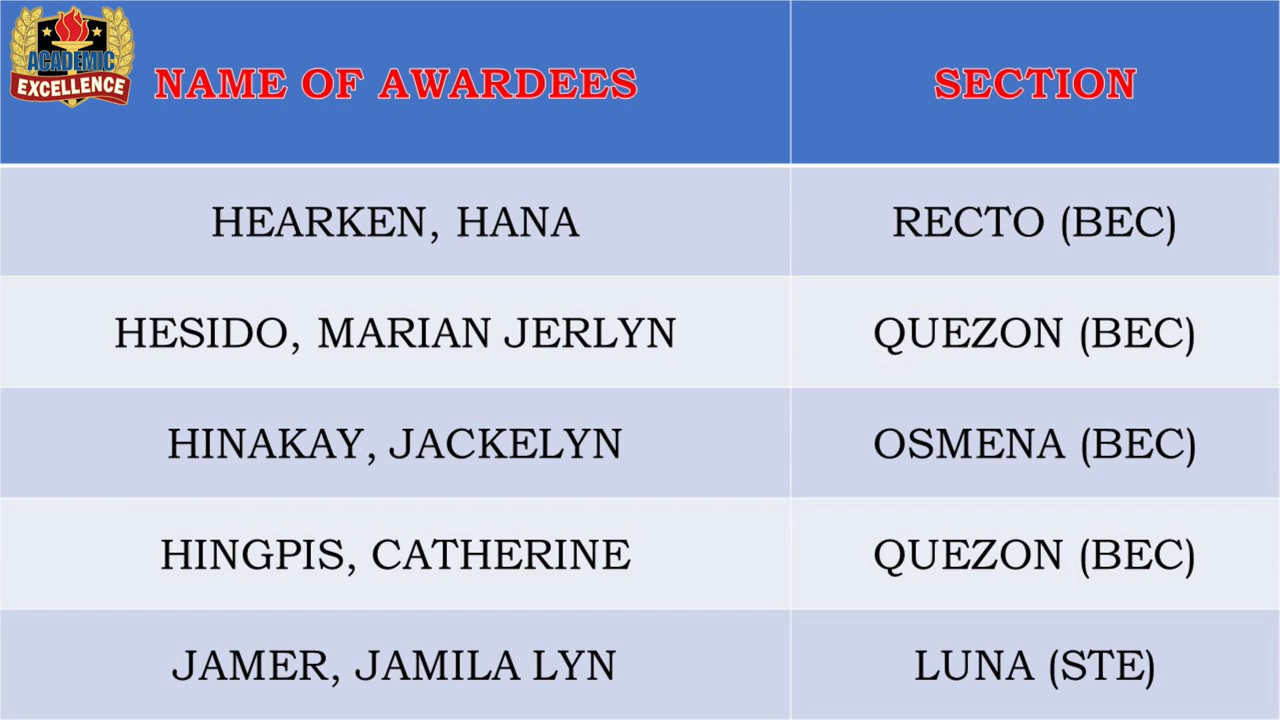 ACADEMIC
EXCELLENCE
NAME OF AWARDEES SECTION
HEARKEN, HANA RECTO (BEC)
HESIDO, MARIAN JERLYN QUEZON (BEC)
HINAKAY, JACKELYN OSMENA (BEC)
HINGPIS, CATHERINE QUEZON (BEC)
JAMER, JAMILA LYN LUNA (STE)